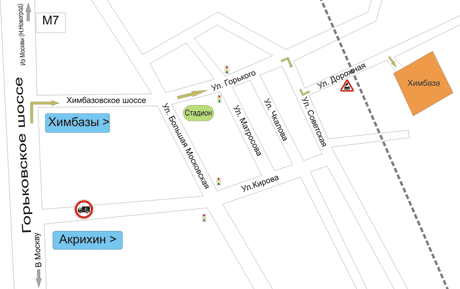 Из Москвы (Н.Новгород)
М7
Горьковское шоссе
Химбазовское шоссе
Химбазы >
Ул. Горького
Стадион
Ул. Большая Московская
Ул. Матросова
Ул. Чкалова
Ул. Советская
Ул. Дорожная
Химбаза
Ул.Кирова
Акрихин >
В Москву